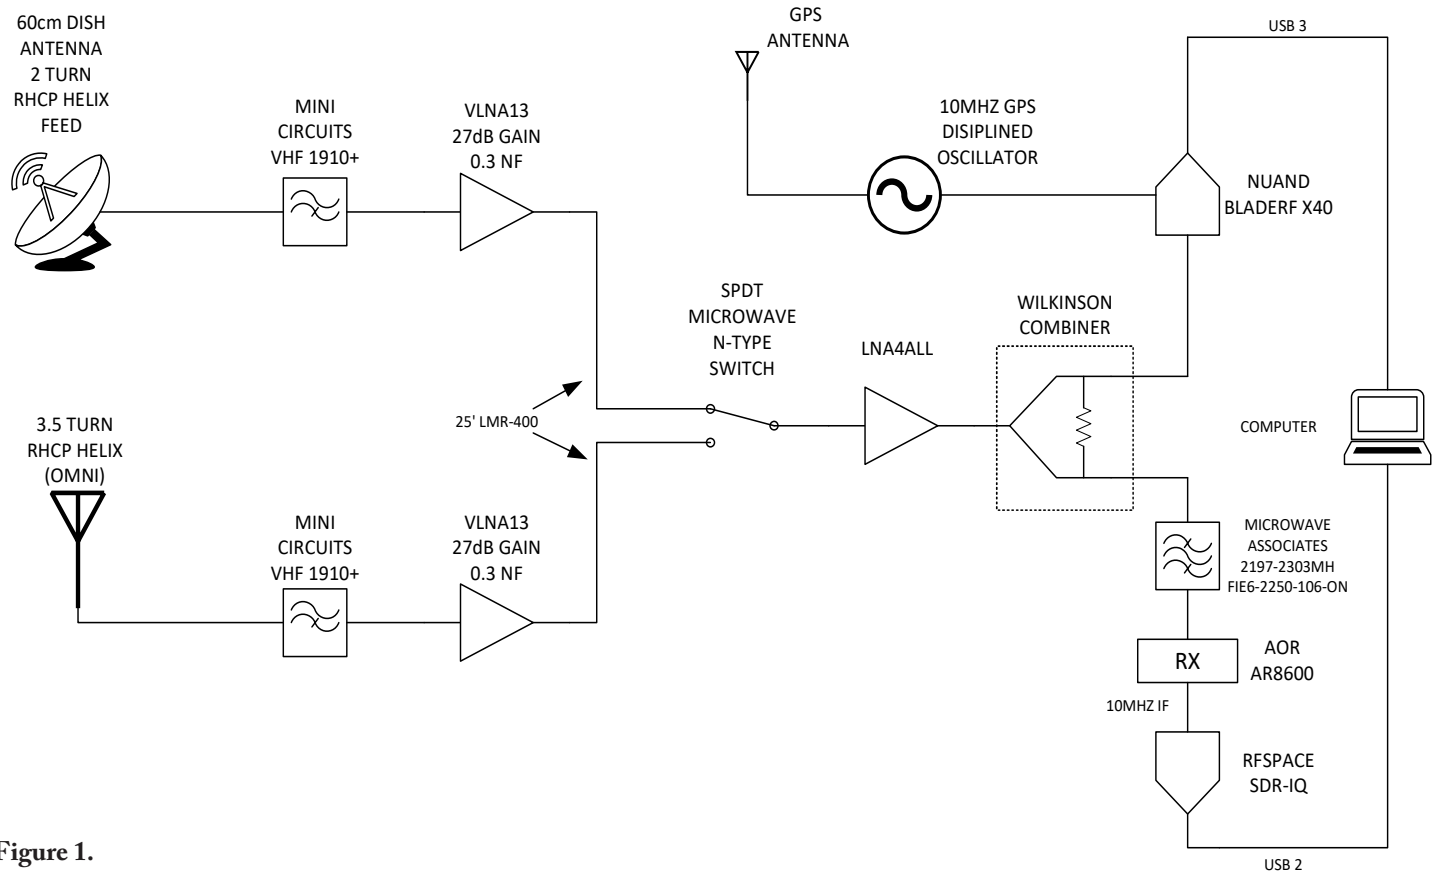 60cm DISH
ANTENNA
2 TURN
RHCP HELIX
FEED
MINI
CIRCUITS
VHF 1910+
VLNA13
27dB GAIN
0.3 NF
GPS
ANTENNA
10MHZ GPS
DISIPLINED
OSCILLATOR
USB 3
NUAND
BLADERF X40
SPDT
MICROWAVE
N-TYPE
SWITCH
LNA4ALL
WILKINSON
COMBINER
25' LMR-400
COMPUTER
3.5 TURN
RHCP HELIX
(OMNI)
MINI
CIRCUITS
VHF 1910+
VLNA13
27dB GAIN
0.3 NF
MICROWAVE
ASSOCIATES
2197-2303MH
FIE6-2250-106-ON
RX
AOR
AR8600
10MHZ IF
RFSPACE
SDR-IQ
USB 2
Figure 1.